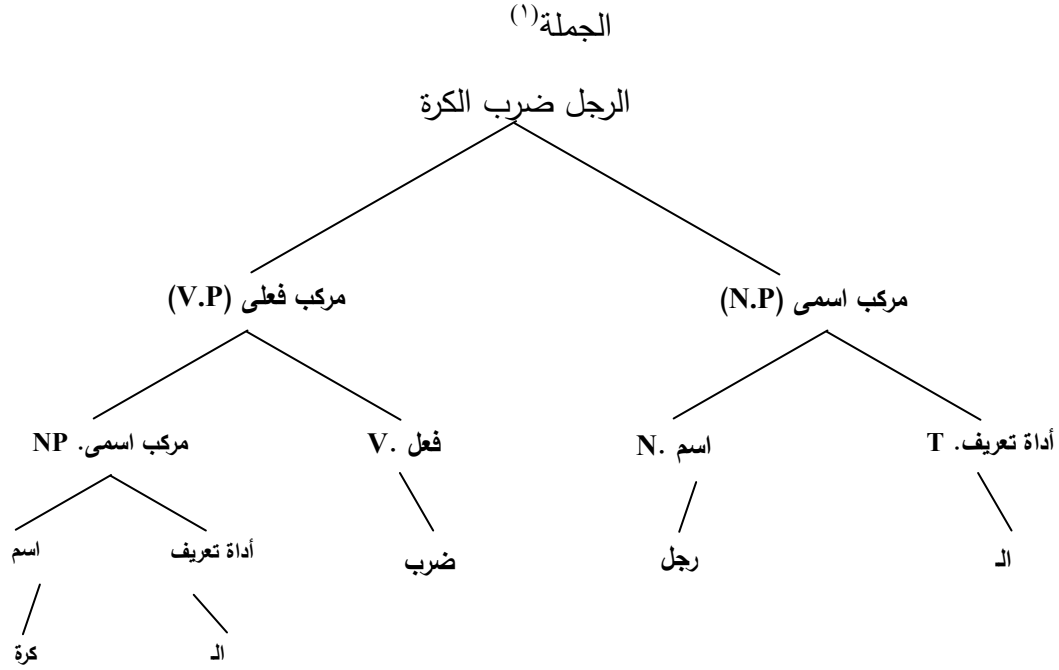 الجملة(١)
الرجل ضرب الكرة
مركب اسمى (N.P) مركب فعلى (V.P)
أداة تعريف. T اسم .N فعل .V مركب اسمى. NP
أداة تعريف اسم
الـ رجل ضرب
الـ كرة